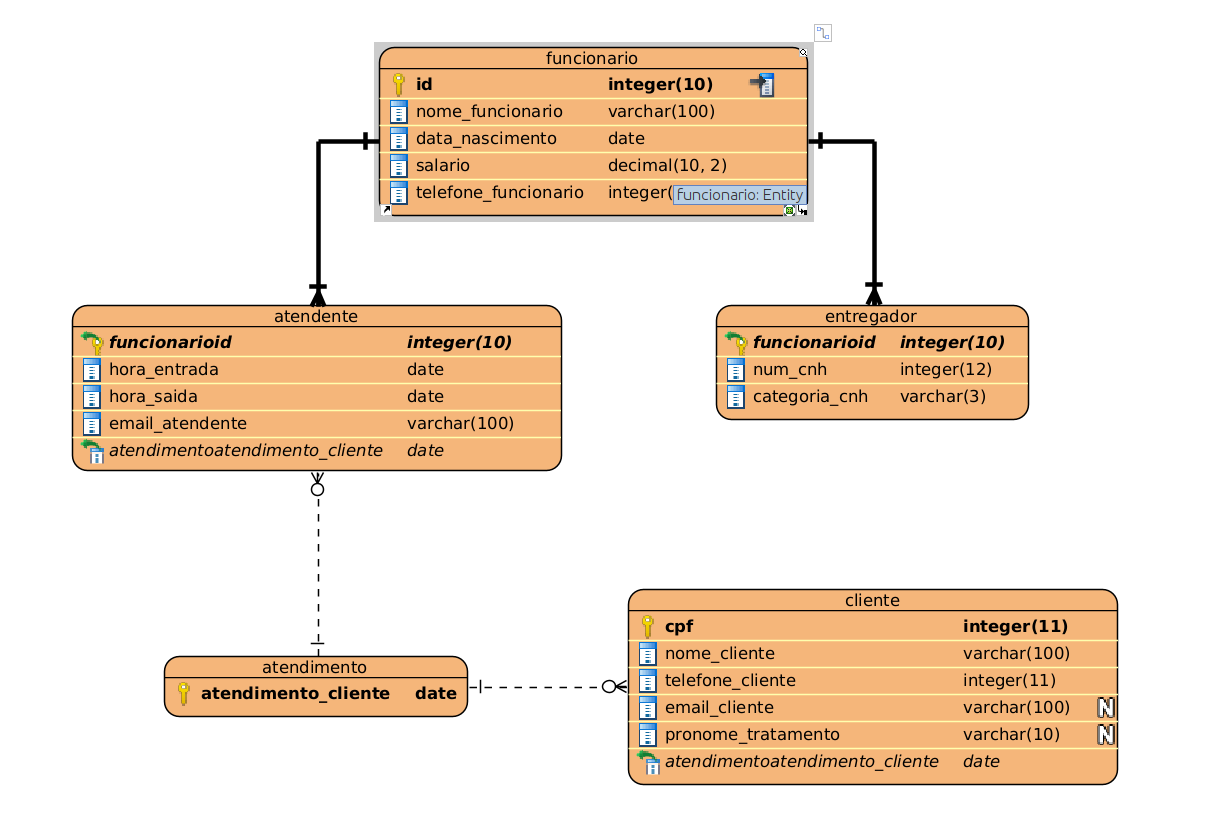 funcionario
id integer(10)
nome_funcionario varchar(100)
data_nascimento date
salario decimal(10, 2)
telefone_funcionario integer(
funcionario: Entity
atendente
funcionarioid integer(10)
hora_entrada date
hora_saida date
email_atendente varchar(100)
atendimentoatendimento_cliente date
entregador
funcionarioid integer(10)
num_cnh integer(12)
categoria_cnh varchar(3)
atendimento
atendimento_cliente date
cliente
cpf integer(11)
nome_cliente varchar(100)
telefone_cliente integer(11)
email_cliente varchar(100) N
pronome_tratamento varchar(10) N
atendimentoatendimento_cliente date